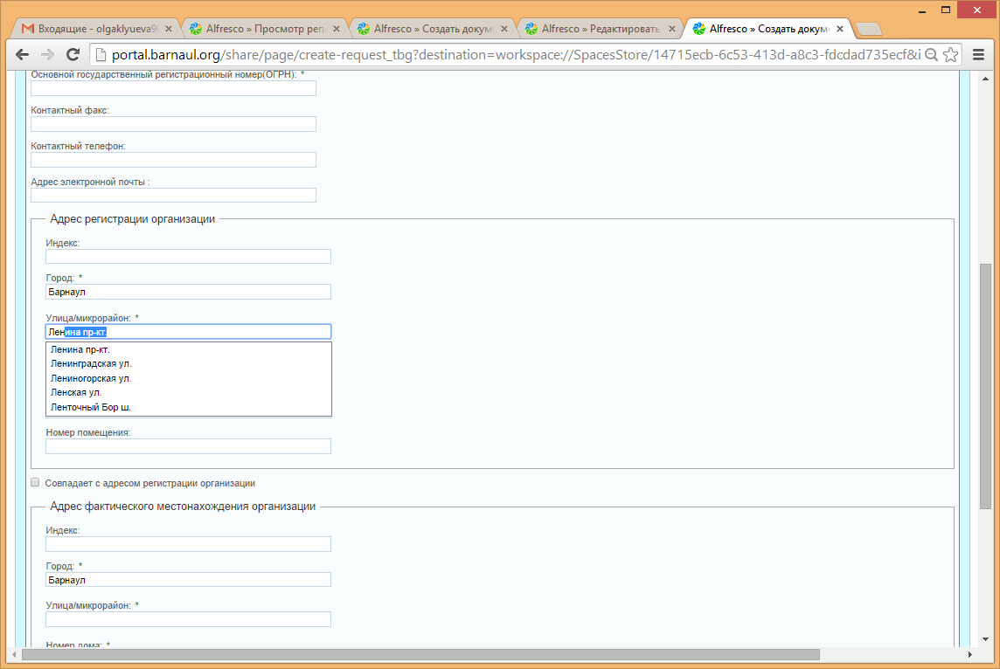 Входящие - olgaklyueva9
Alfresco » Просмотр реп
Alfresco » Создать докум
Alfresco » Редактировать
Alfresco » Создать докум
portal.barnaul.org/share/page/create-request_tbg?destination=workspace://SpacesStore/14715ecb-6c53-413d-a8c3-fdcdad735ecf&i
Основной государственный регистрационный номер(ОГРН): *
Контактный факс:
Контактный телефон:
Адрес электронной почты :
Адрес регистрации организации
Индекс:
Город: *
Барнаул
Улица/микрорайон: *
Ленина пр-кт.
Ленина пр-кт.
Ленинградская ул.
Лениногорская ул.
Ленская ул.
Ленточный Бор ш.
Номер помещения:
Совпадает с адресом регистрации организации
Адрес фактического местонахождения организации
Индекс:
Город: *
Барнаул
Улица/микрорайон: *
Номер дома: *